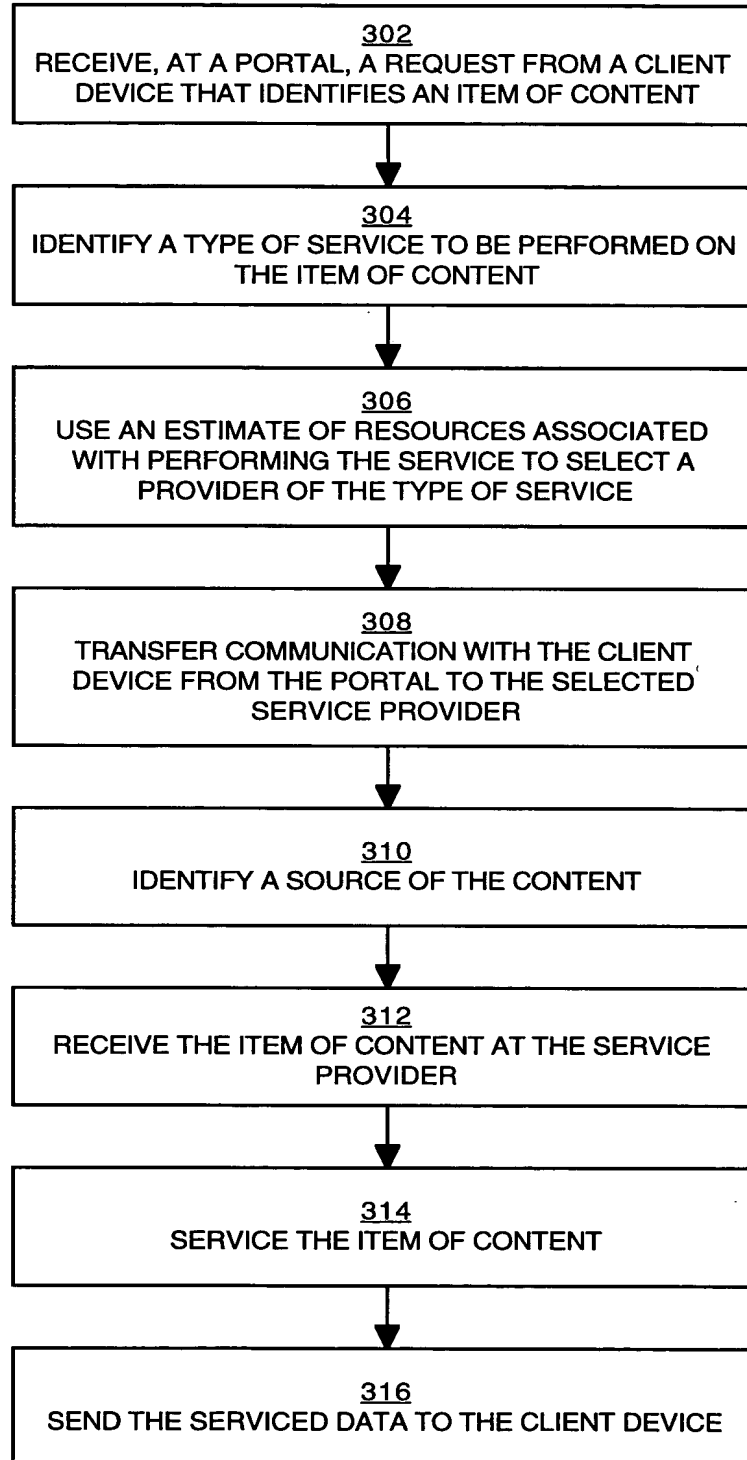 302
RECEIVE, AT A PORTAL, A REQUEST FROM A CLIENT
DEVICE THAT IDENTIFIES AN ITEM OF CONTENT
304
IDENTIFY A TYPE OF SERVICE TO BE PERFORMED ON
THE ITEM OF CONTENT
306
USE AN ESTIMATE OF RESOURCES ASSOCIATED
WITH PERFORMING THE SERVICE TO SELECT A
PROVIDER OF THE TYPE OF SERVICE
308
TRANSFER COMMUNICATION WITH THE CLIENT
DEVICE FROM THE PORTAL TO THE SELECTED
SERVICE PROVIDER
310
IDENTIFY A SOURCE OF THE CONTENT
312
RECEIVE THE ITEM OF CONTENT AT THE SERVICE
PROVIDER
314
SERVICE THE ITEM OF CONTENT
316
SEND THE SERVICED DATA TO THE CLIENT DEVICE